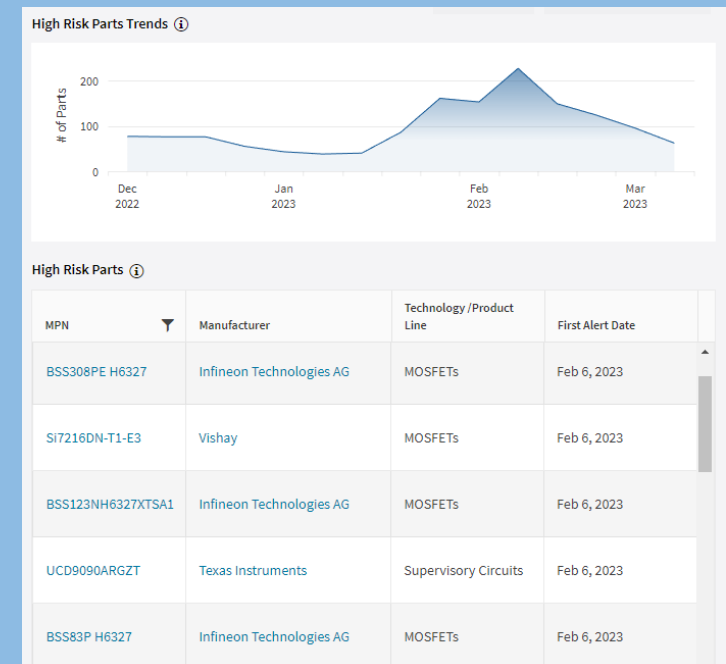 High Risk Parts Trends
# of Parts
200
100
0
Dec Jan Feb Mar
2022 2023 2023 2023
High Risk Parts
MPN Manufacturer Technology /Product Line First Alert Date
BSS308PE H6327 Infineon Technologies AG MOSFETs Feb 6, 2023
Si7216DN-T1-E3 Vishay MOSFETs Feb 6, 2023
BSS123NH6327XTSA1 Infineon Technologies AG MOSFETs Feb 6, 2023
UCD9090ARGZT Texas Instruments Supervisory Circuits Feb 6, 2023
BSS83P H6327 Infineon Technologies AG MOSFETs Feb 6, 2023